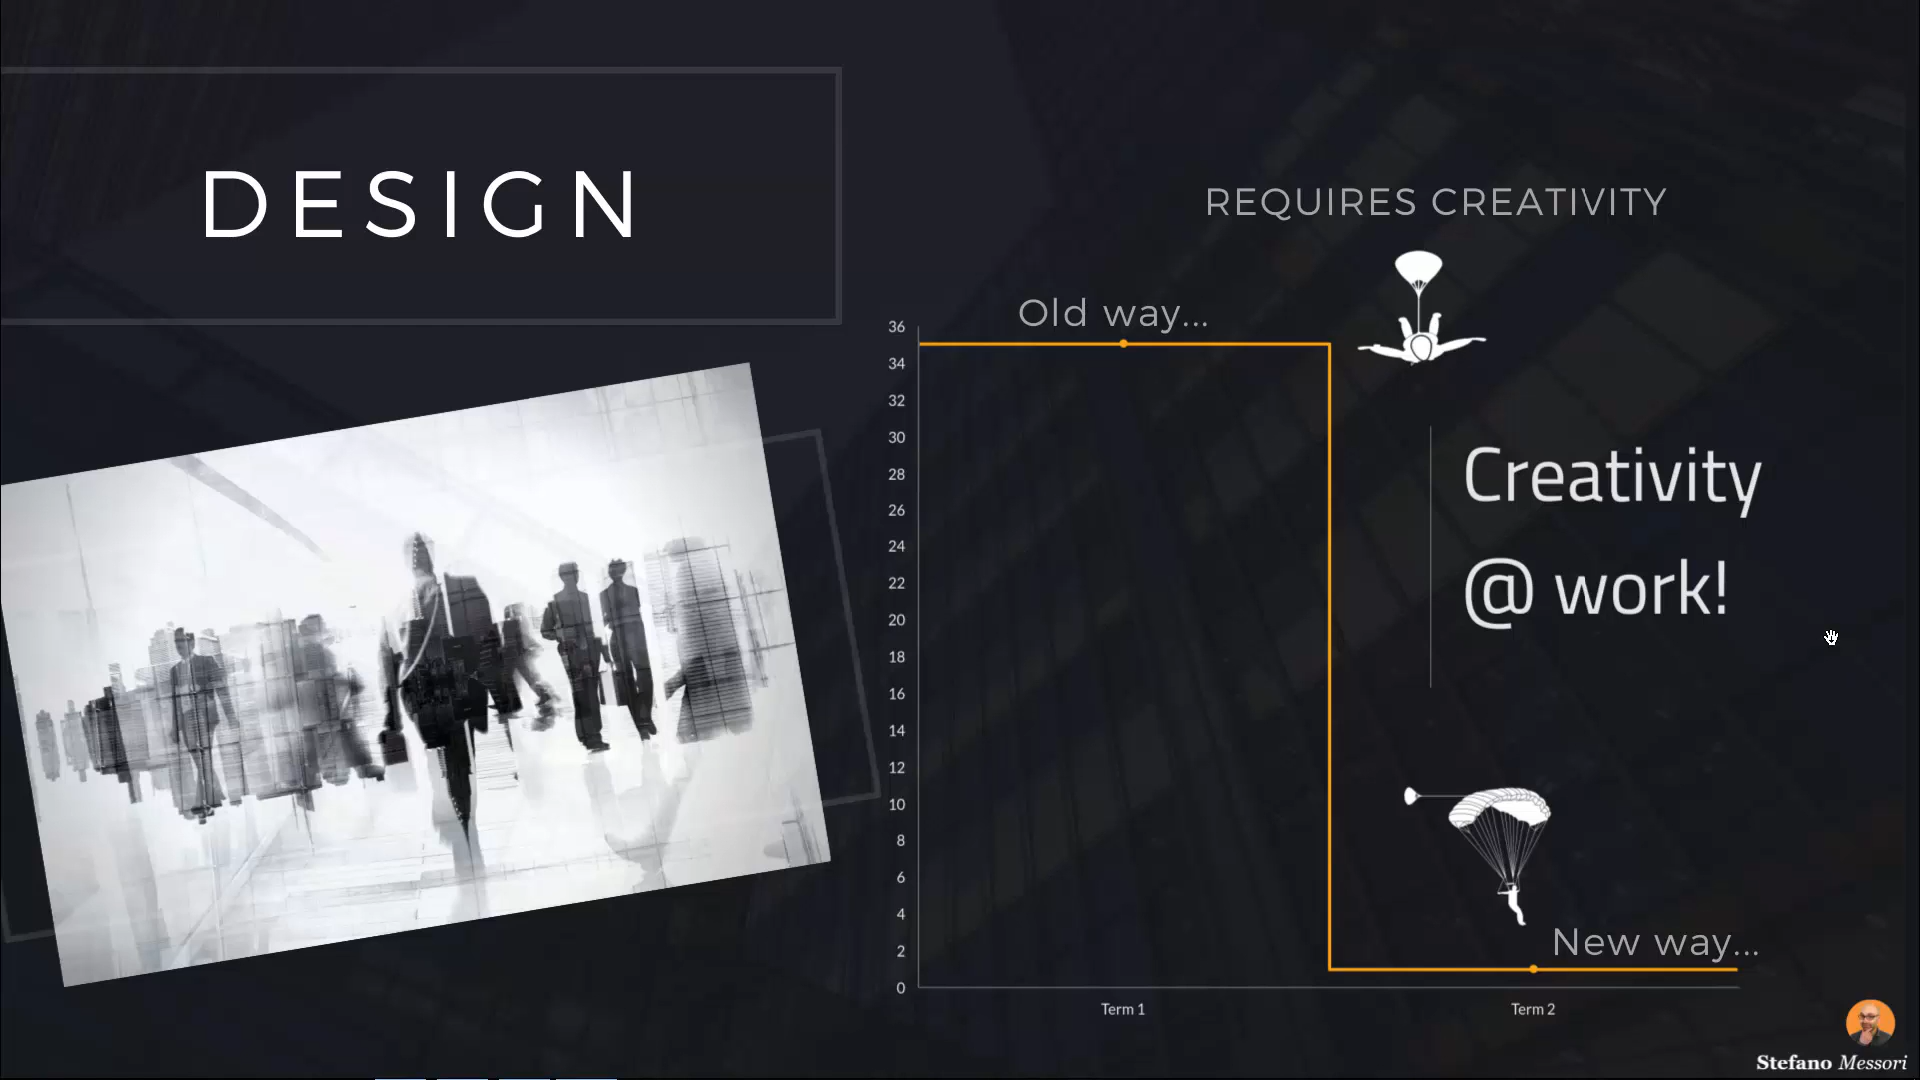 DESIGN
REQUIRES CREATIVITY
Old way...
36
34
32
30
28
26
24
22
20
18
16
14
12
10
8
6
4
2
0
Creativity
@ work!
New way...
Term 1
Term 2
Stefano Messori